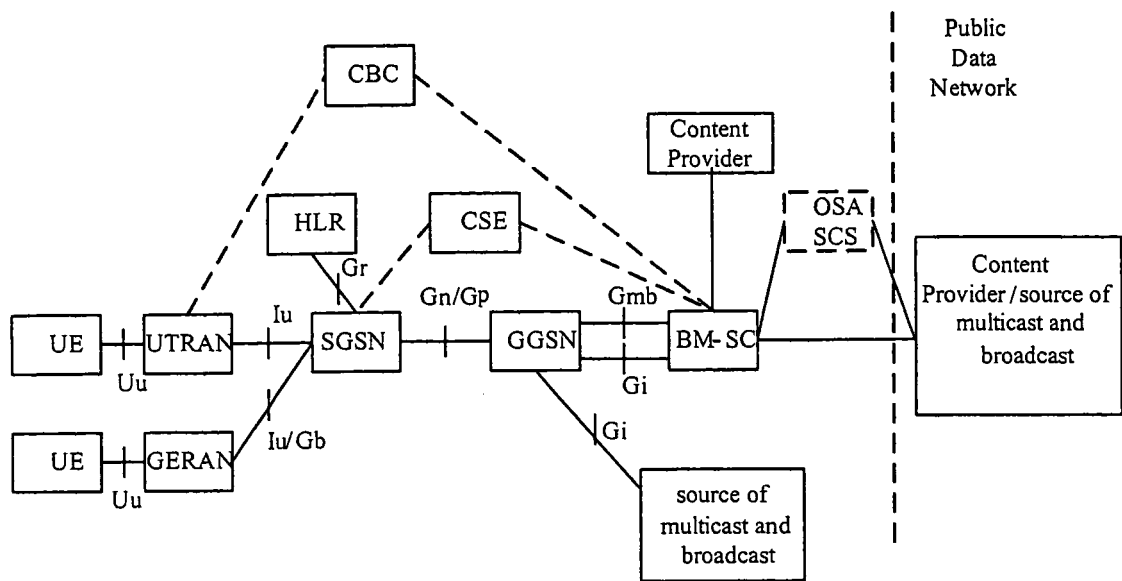 Public
Data
Network
CBC
Content
Provider
HLR
CSE
OSA
SCS
Gr
Gn/Gp
Gmb
Iu
UE
UTRAN
SGSN
GGSN
BM-SC
Content
Provider/source of
multicast and
broadcast
Uu
Gi
Iu/Gb
Gi
UE
GERAN
Uu
source of
multicast and
broadcast